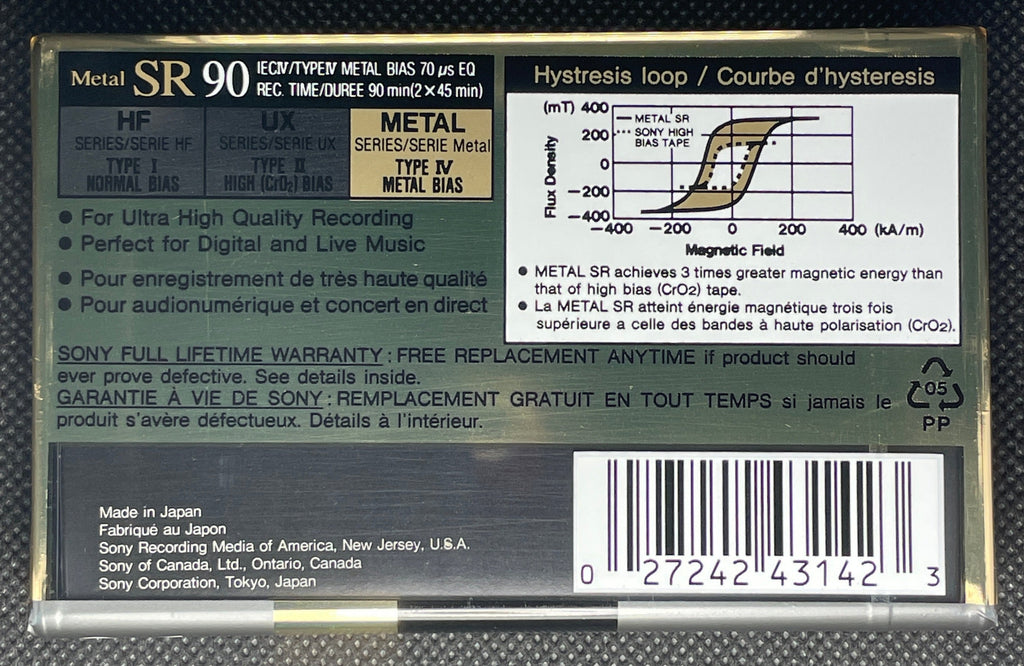 Metal SR 90 IECⅣ/TYPEⅣ METAL BIAS 70 μs EQ
REC. TIME/DUREE 90 min(2×45 min)
HF
SERIES/SERIE HF
TYPE Ⅰ
NORMAL BIAS
UX
SERIES/SERIE UX
TYPE Ⅱ
HIGH (CrO₂) BIAS
METAL
SERIES/SERIE Metal
TYPE Ⅳ
METAL BIAS
● For Ultra High Quality Recording
● Perfect for Digital and Live Music
● Pour enregistrement de très haute qualité
● Pour audionumérique et concert en direct
Hystresis loop / Courbe d'hysteresis
(mT) 400
200
0
−200
−400
Flux Density
METAL SR
SONY HIGH
BIAS TAPE
−400 −200 0 200 400 (kA/m)
Magnetic Field
● METAL SR achieves 3 times greater magnetic energy than
that of high bias (CrO2) tape.
● La METAL SR atteint énergie magnétique trois fois
supérieure a celle des bandes à haute polarisation (CrO2).
SONY FULL LIFETIME WARRANTY : FREE REPLACEMENT ANYTIME if product should
ever prove defective. See details inside.
GARANTIE À VIE DE SONY : REMPLACEMENT GRATUIT EN TOUT TEMPS si jamais le
produit s'avère défectueux. Détails à l'intérieur.
05
PP
Made in Japan
Fabriqué au Japon
Sony Recording Media of America, New Jersey, U.S.A.
Sony of Canada, Ltd., Ontario, Canada
Sony Corporation, Tokyo, Japan
0 27242 43142 3